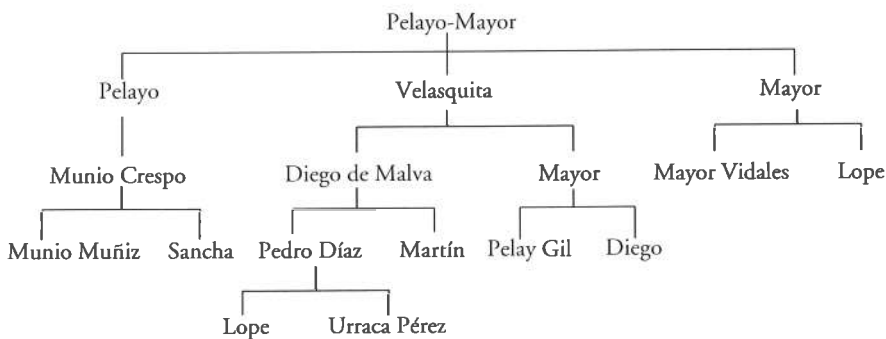 Pelayo-Mayor
Pelayo Velasquita Mayor
Munio Crespo Diego de Malva Mayor Mayor Vidales Lope
Munio Muñiz Sancha Pedro Díaz Martín Pelay Gil Diego
Lope Urraca Pérez